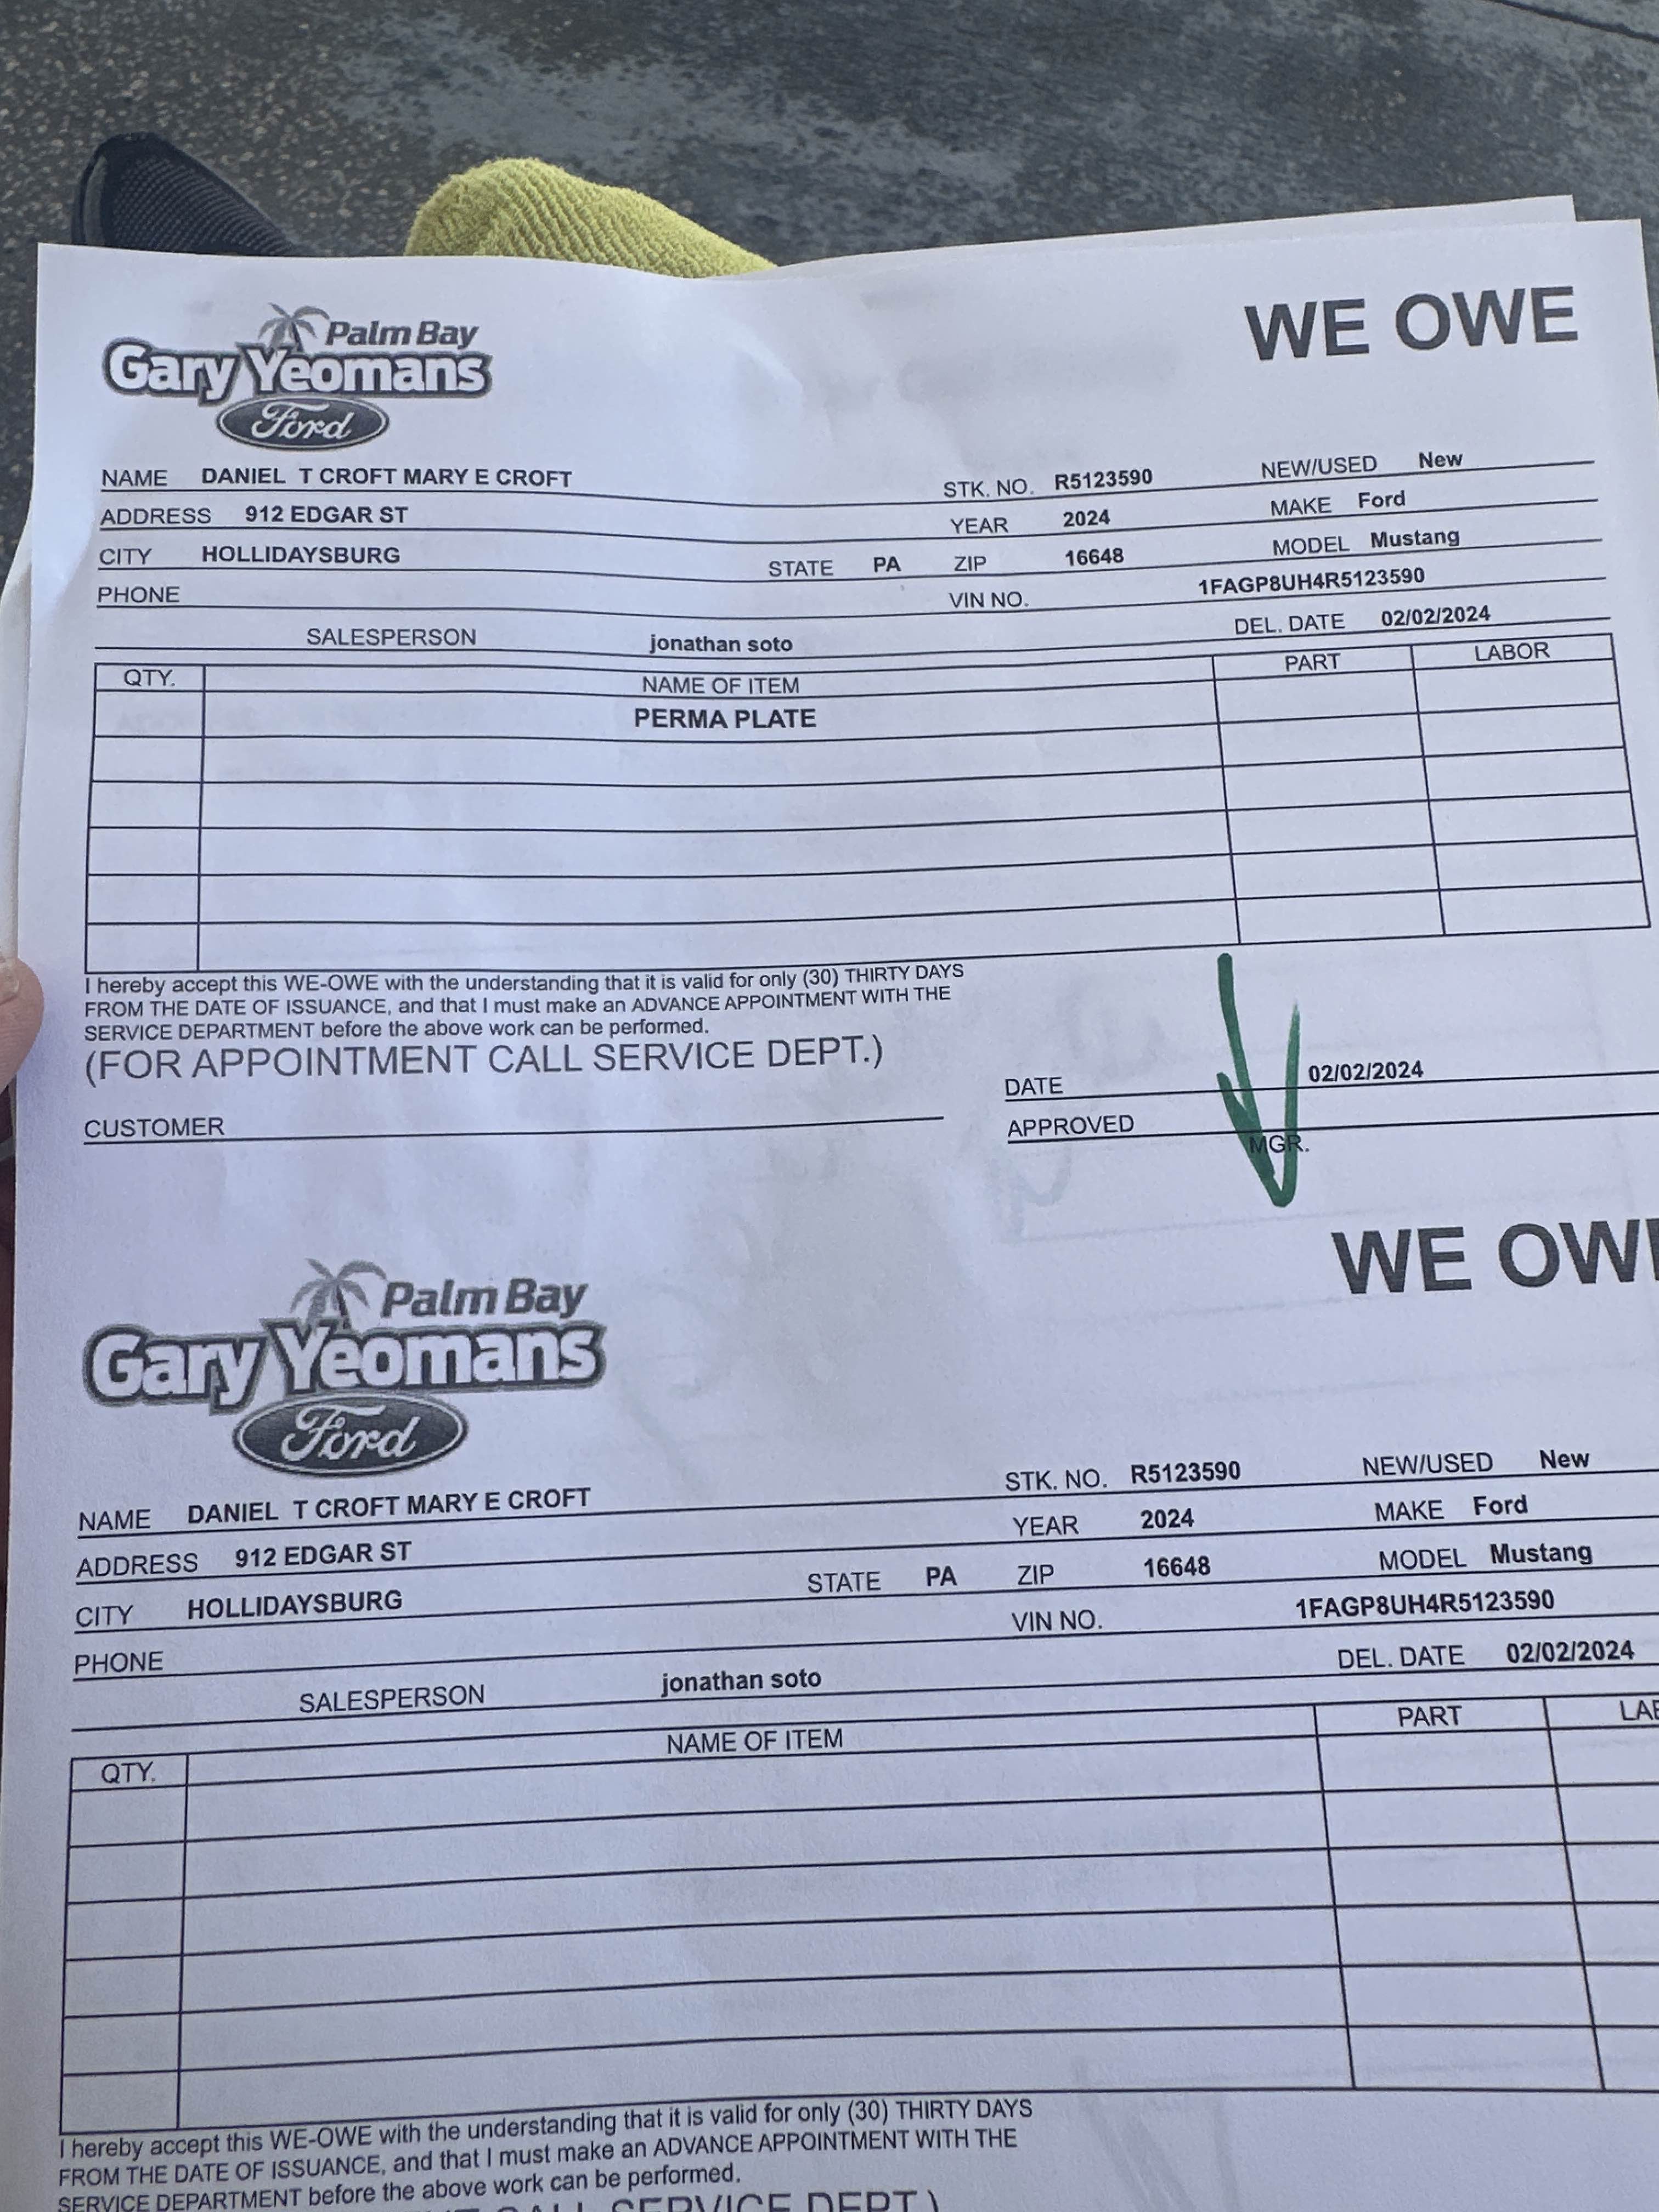 Palm Bay
Gary Yeomans
Ford
WE OWE
NAME DANIEL T CROFT MARY E CROFT STK. NO. R5123590 NEW/USED New
ADDRESS 912 EDGAR ST YEAR 2024 MAKE Ford
CITY HOLLIDAYSBURG STATE PA ZIP 16648 MODEL Mustang
PHONE VIN NO. 1FAGP8UH4R5123590
SALESPERSON jonathan soto DEL. DATE 02/02/2024
QTY. NAME OF ITEM PART LABOR
PERMA PLATE
I hereby accept this WE-OWE with the understanding that it is valid for only (30) THIRTY DAYS
FROM THE DATE OF ISSUANCE, and that I must make an ADVANCE APPOINTMENT WITH THE
SERVICE DEPARTMENT before the above work can be performed.
(FOR APPOINTMENT CALL SERVICE DEPT.)
DATE 02/02/2024
CUSTOMER APPROVED
MGR.
Palm Bay
Gary Yeomans
Ford
WE OWE
NAME DANIEL T CROFT MARY E CROFT STK. NO. R5123590 NEW/USED New
ADDRESS 912 EDGAR ST YEAR 2024 MAKE Ford
CITY HOLLIDAYSBURG STATE PA ZIP 16648 MODEL Mustang
PHONE VIN NO. 1FAGP8UH4R5123590
SALESPERSON jonathan soto DEL. DATE 02/02/2024
QTY. NAME OF ITEM PART LAB
I hereby accept this WE-OWE with the understanding that it is valid for only (30) THIRTY DAYS
FROM THE DATE OF ISSUANCE, and that I must make an ADVANCE APPOINTMENT WITH THE
SERVICE DEPARTMENT before the above work can be performed.
CALL SERVICE DEPT.)